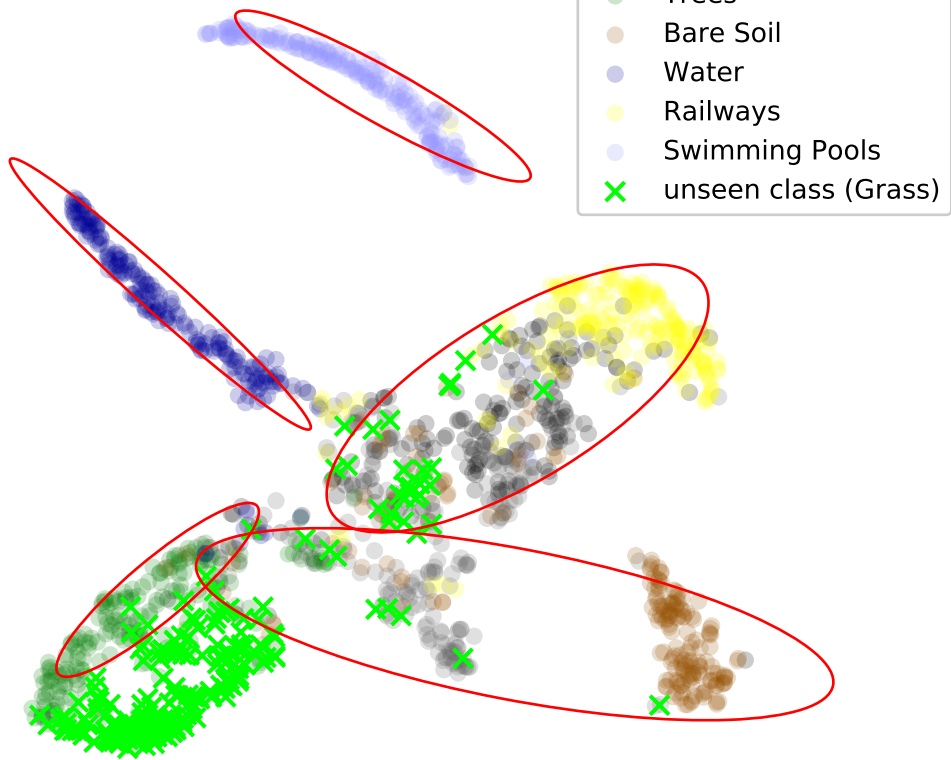 Trees
Bare Soil
Water
Railways
Swimming Pools
unseen class (Grass)